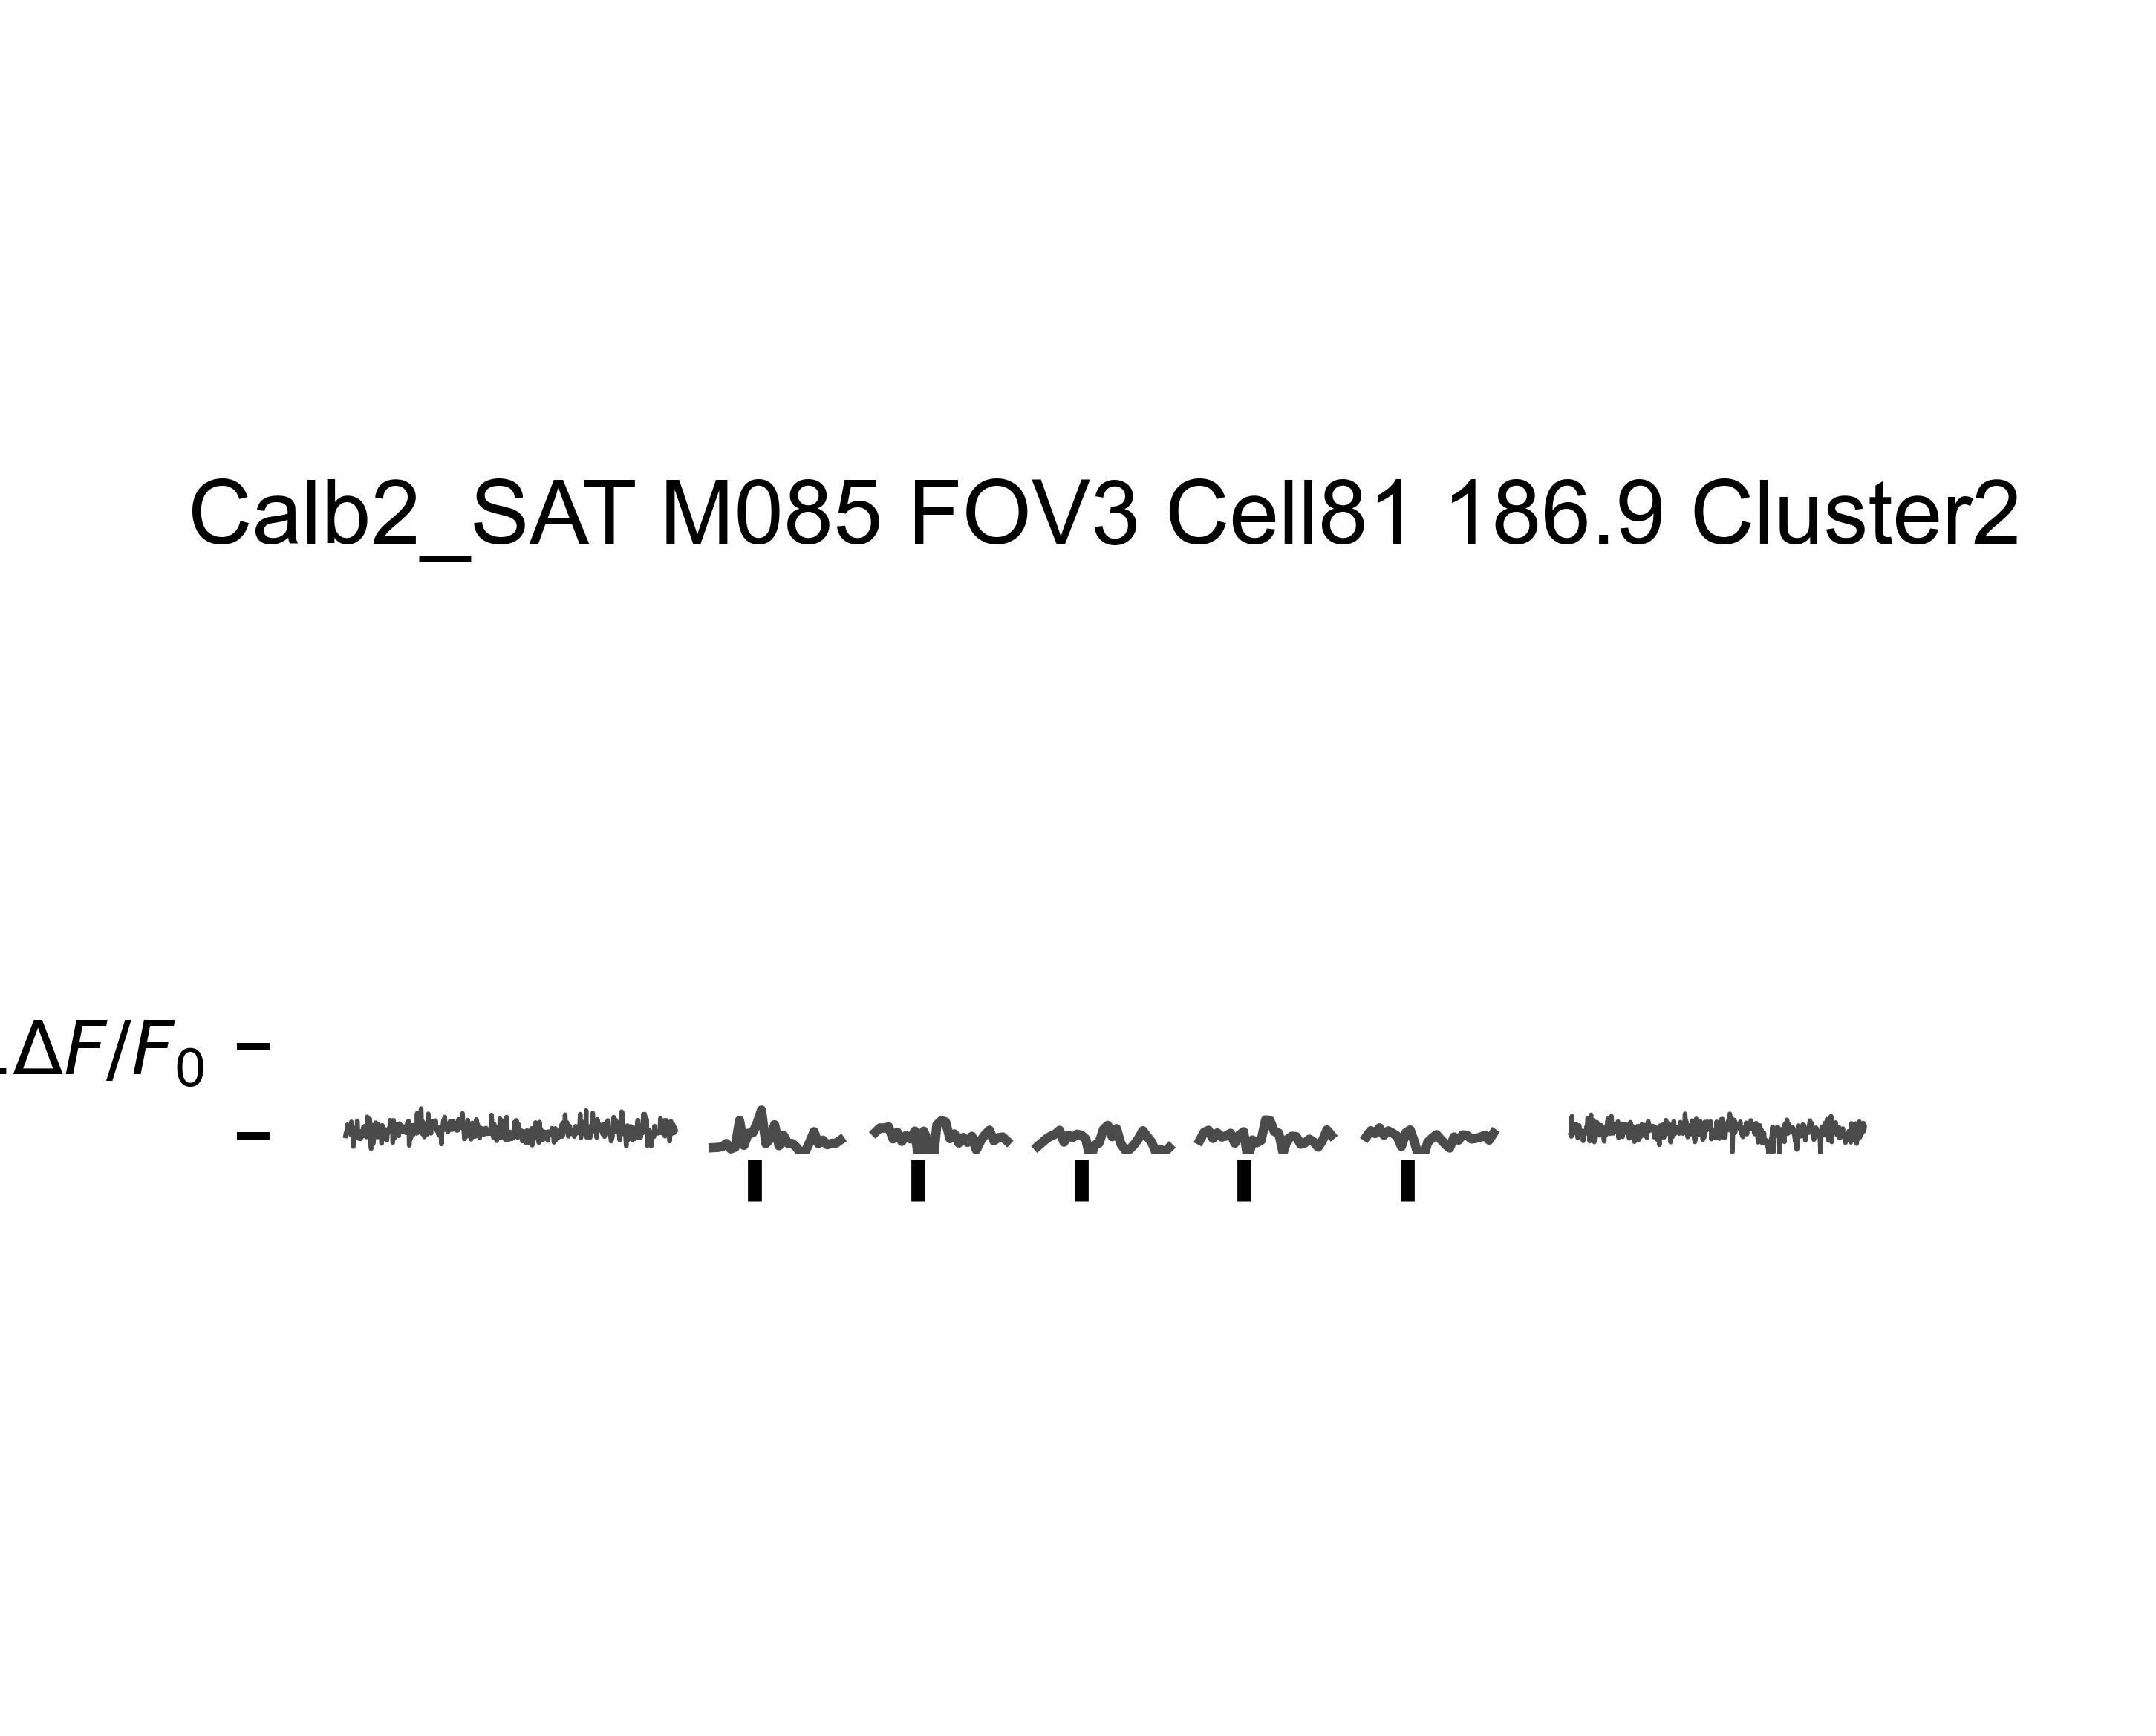 Calb2_SAT M085 FOV3 Cell81 186.9 Cluster2
.ΔF/F₀